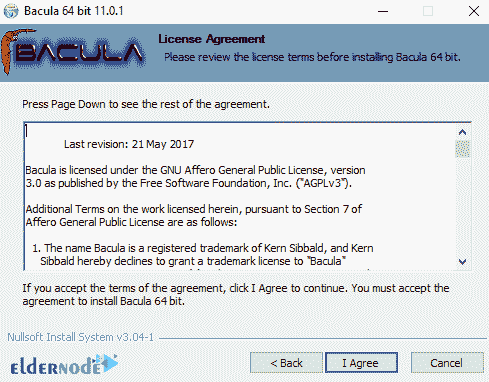 Bacula 64 bit 11.0.1
BACULA
License Agreement
Please review the license terms before installing Bacula 64 bit.
Press Page Down to see the rest of the agreement.
Last revision: 21 May 2017
Bacula is licensed under the GNU Affero General Public License, version
3.0 as published by the Free Software Foundation, Inc. ("AGPLv3").
Additional Terms on the work licensed herein, pursuant to Section 7 of
Affero General Public License are as follows:
1. The name Bacula is a registered trademark of Kern Sibbald, and Kern
Sibbald hereby declines to grant a trademark license to "Bacula"
If you accept the terms of the agreement, click I Agree to continue. You must accept the
agreement to install Bacula 64 bit.
Nullsoft Install System v3.04-1
eldernode
< Back
I Agree
Cancel